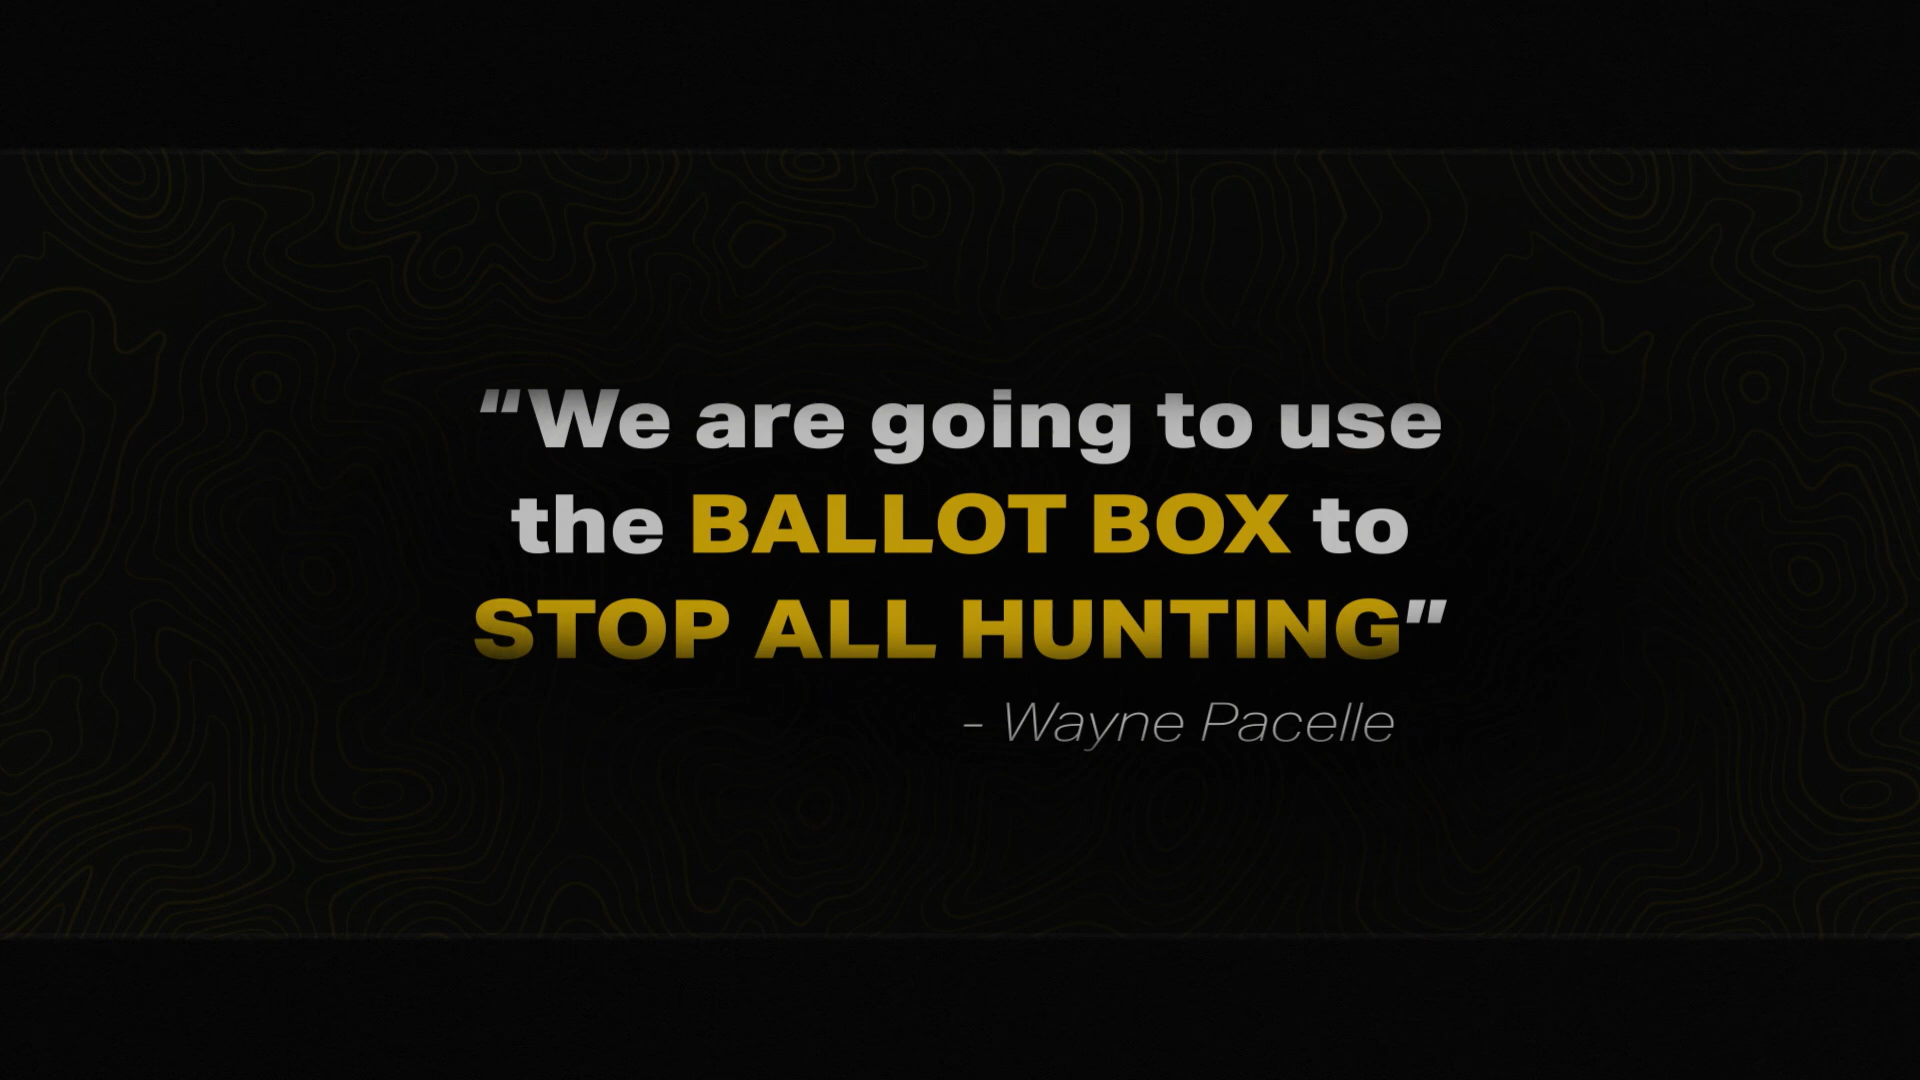 "We are going to use
the BALLOT BOX to
STOP ALL HUNTING"
- Wayne Pacelle